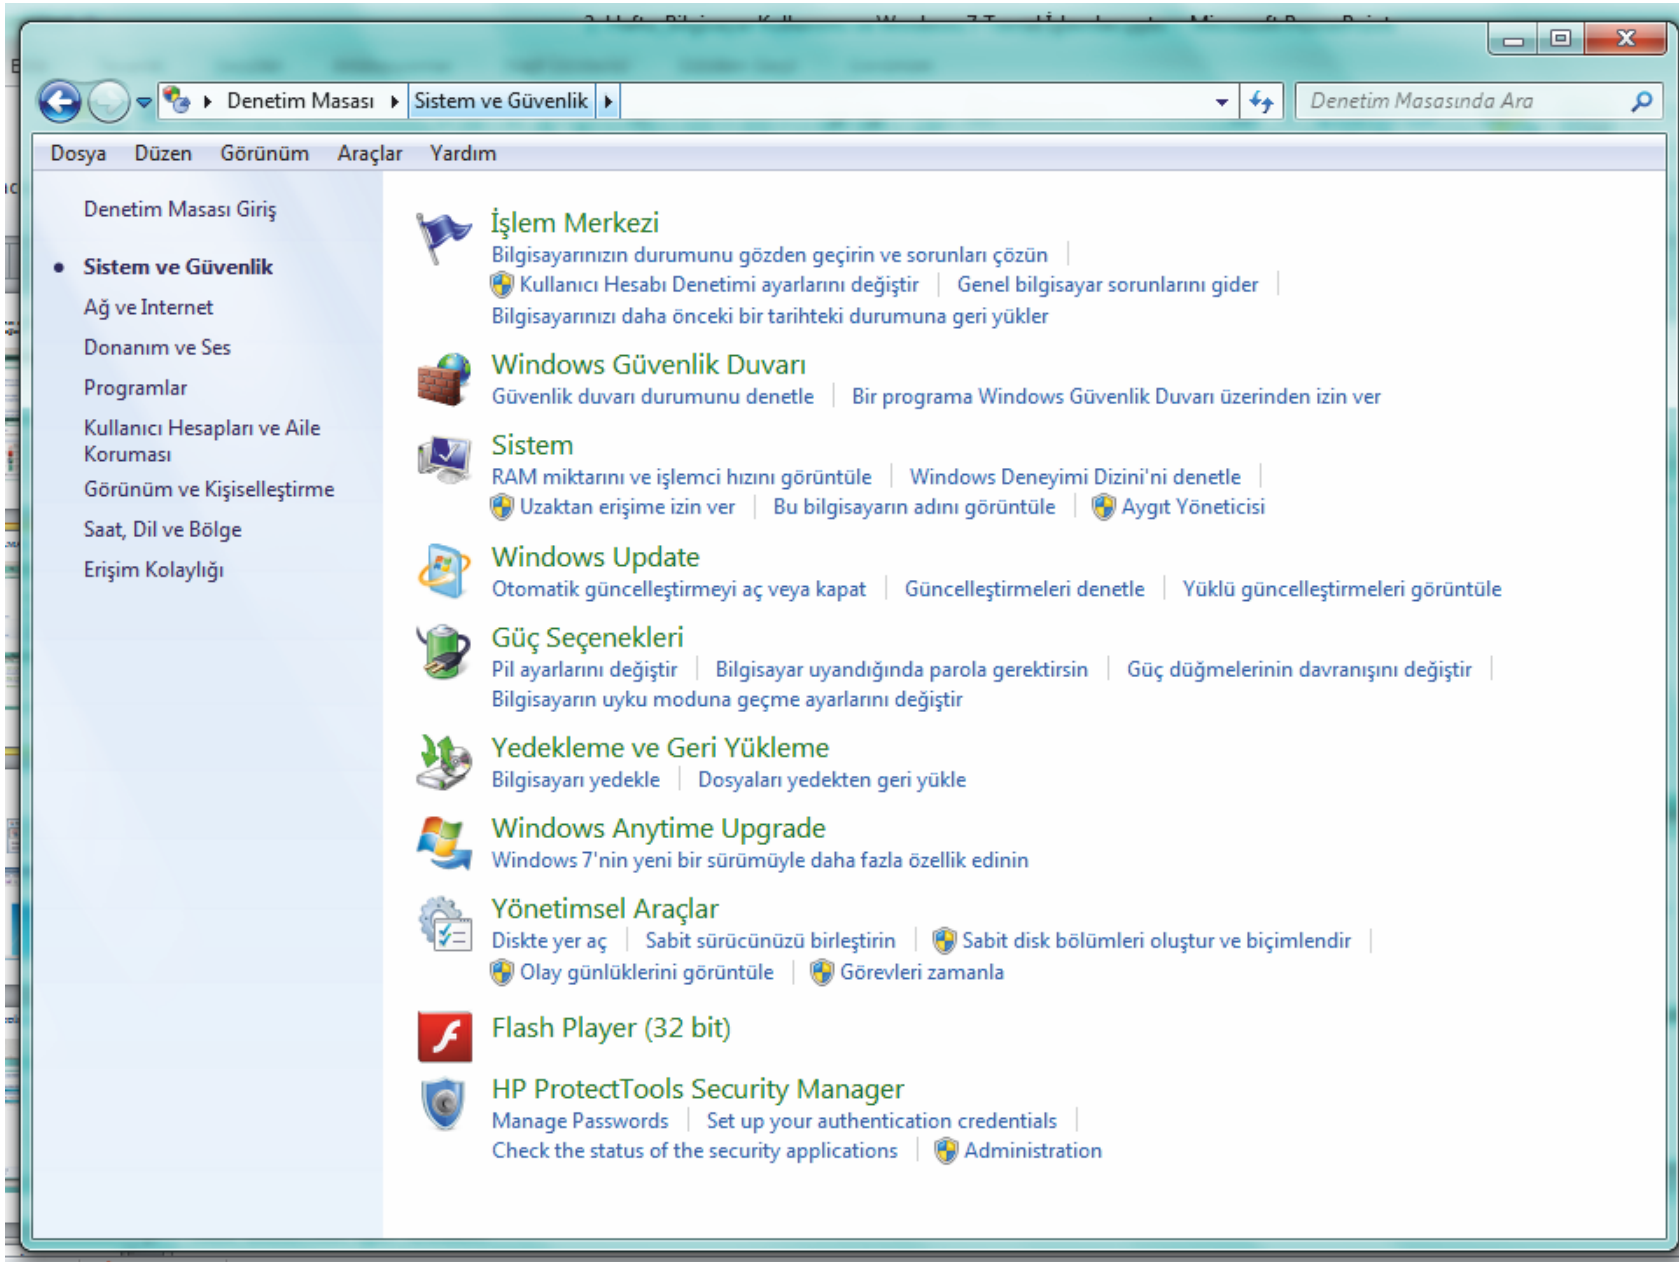 Denetim Masası Sistem ve Güvenlik Denetim Masasında Ara
Dosya Düzen Görünüm Araçlar Yardım
Denetim Masası Giriş
Sistem ve Güvenlik
Ağ ve Internet
Donanım ve Ses
Programlar
Kullanıcı Hesapları ve Aile
Koruması
Görünüm ve Kişiselleştirme
Saat, Dil ve Bölge
Erişim Kolaylığı
İşlem Merkezi
Bilgisayarınızın durumunu gözden geçirin ve sorunları çözün
Kullanıcı Hesabı Denetimi ayarlarını değiştir Genel bilgisayar sorunlarını gider
Bilgisayarınızı daha önceki bir tarihteki durumuna geri yükler
Windows Güvenlik Duvarı
Güvenlik duvarı durumunu denetle Bir programa Windows Güvenlik Duvarı üzerinden izin ver
Sistem
RAM miktarını ve işlemci hızını görüntüle Windows Deneyimi Dizini'ni denetle
Uzaktan erişime izin ver Bu bilgisayarın adını görüntüle Aygıt Yöneticisi
Windows Update
Otomatik güncelleştirmeyi aç veya kapat Güncelleştirmeleri denetle Yüklü güncelleştirmeleri görüntüle
Güç Seçenekleri
Pil ayarlarını değiştir Bilgisayar uyandığında parola gerektirsin Güç düğmelerinin davranışını değiştir
Bilgisayarın uyku moduna geçme ayarlarını değiştir
Yedekleme ve Geri Yükleme
Bilgisayarı yedekle Dosyaları yedekten geri yükle
Windows Anytime Upgrade
Windows 7'nin yeni bir sürümüyle daha fazla özellik edinin
Yönetimsel Araçlar
Diskte yer aç Sabit sürücünüzü birleştirin Sabit disk bölümleri oluştur ve biçimlendir
Olay günlüklerini görüntüle Görevleri zamanla
Flash Player (32 bit)
HP ProtectTools Security Manager
Manage Passwords Set up your authentication credentials
Check the status of the security applications Administration